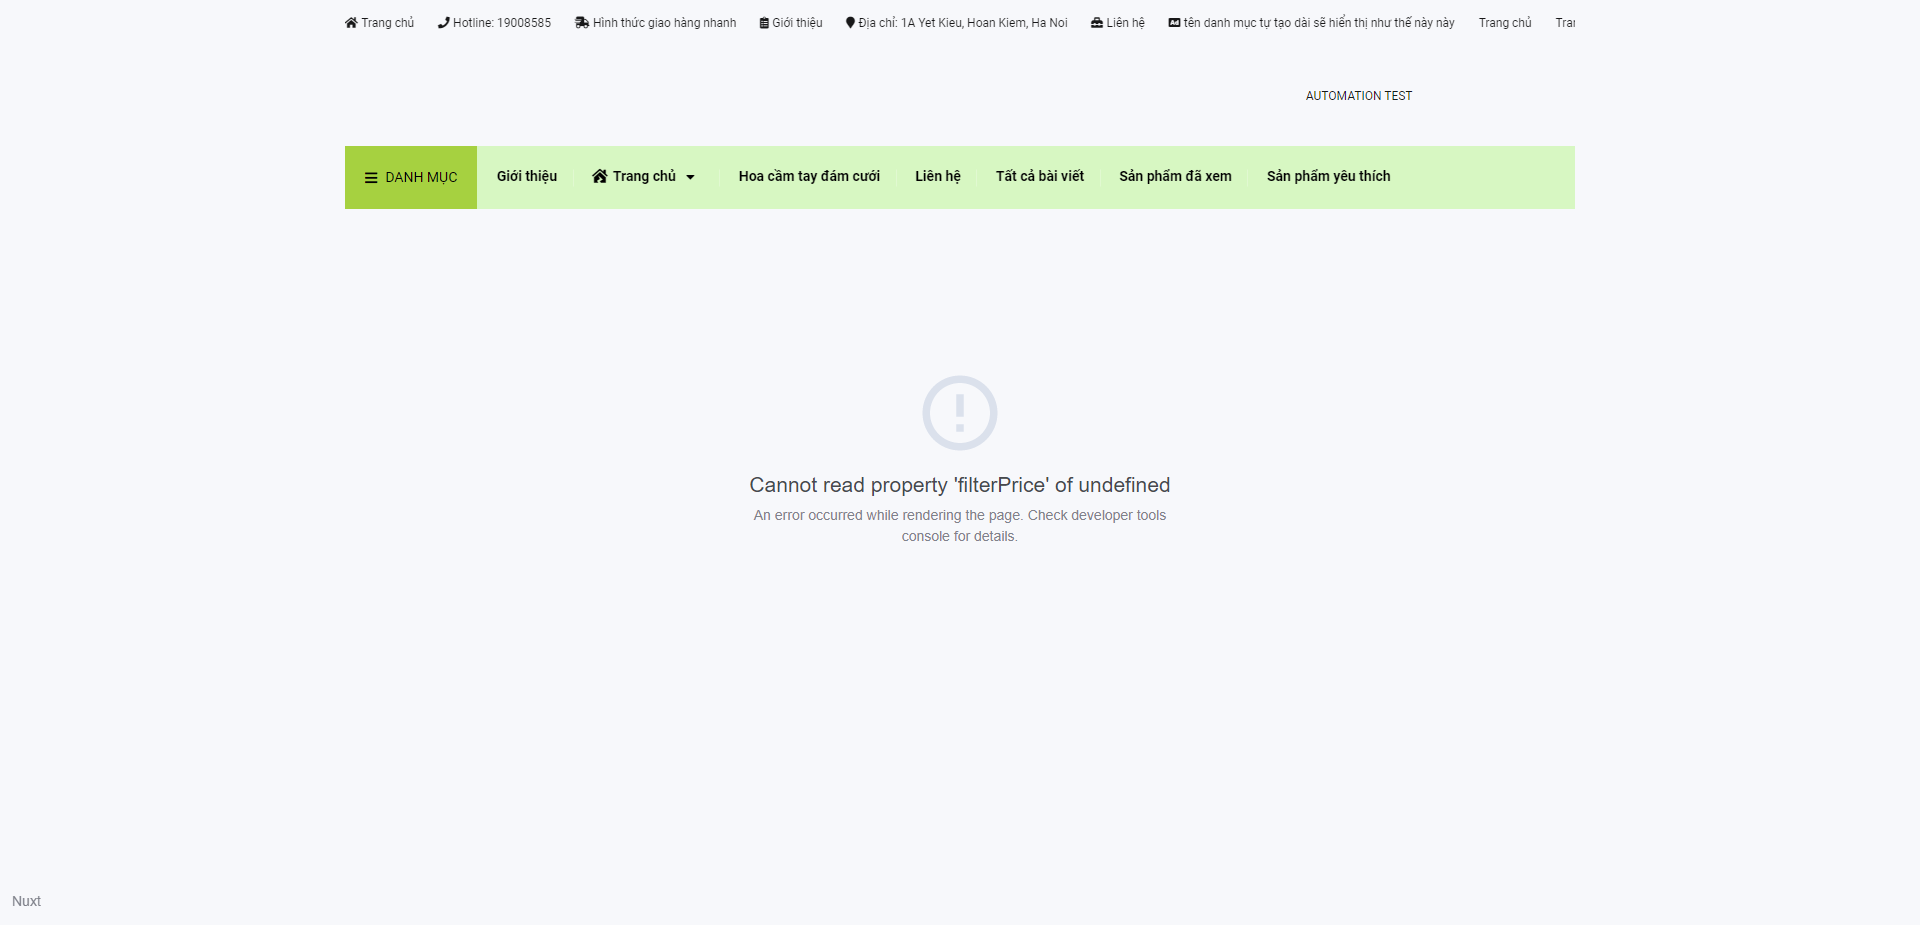 Trang chủ Hotline: 19008585 Hình thức giao hàng nhanh Giới thiệu Địa chỉ: 1A Yet Kieu, Hoan Kiem, Ha Noi Liên hệ tên danh mục tự tạo dài sẽ hiển thị như thế này này Trang chủ
AUTOMATION TEST
DANH MỤC Giới thiệu Trang chủ Hoa cầm tay đám cưới Liên hệ Tất cả bài viết Sản phẩm đã xem Sản phẩm yêu thích
Cannot read property 'filterPrice' of undefined
An error occurred while rendering the page. Check developer tools
console for details.
Nuxt